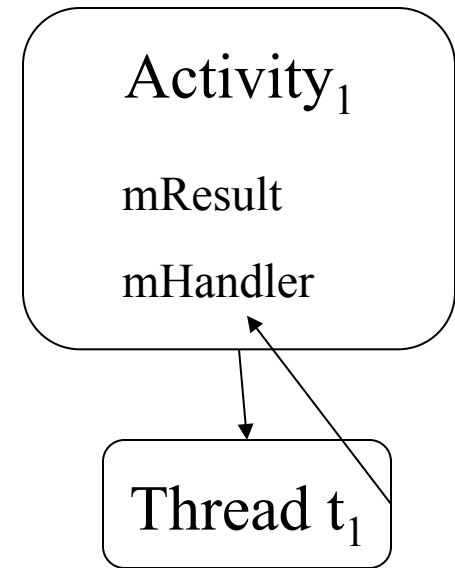 Activity₁
mResult
mHandler
Thread t₁